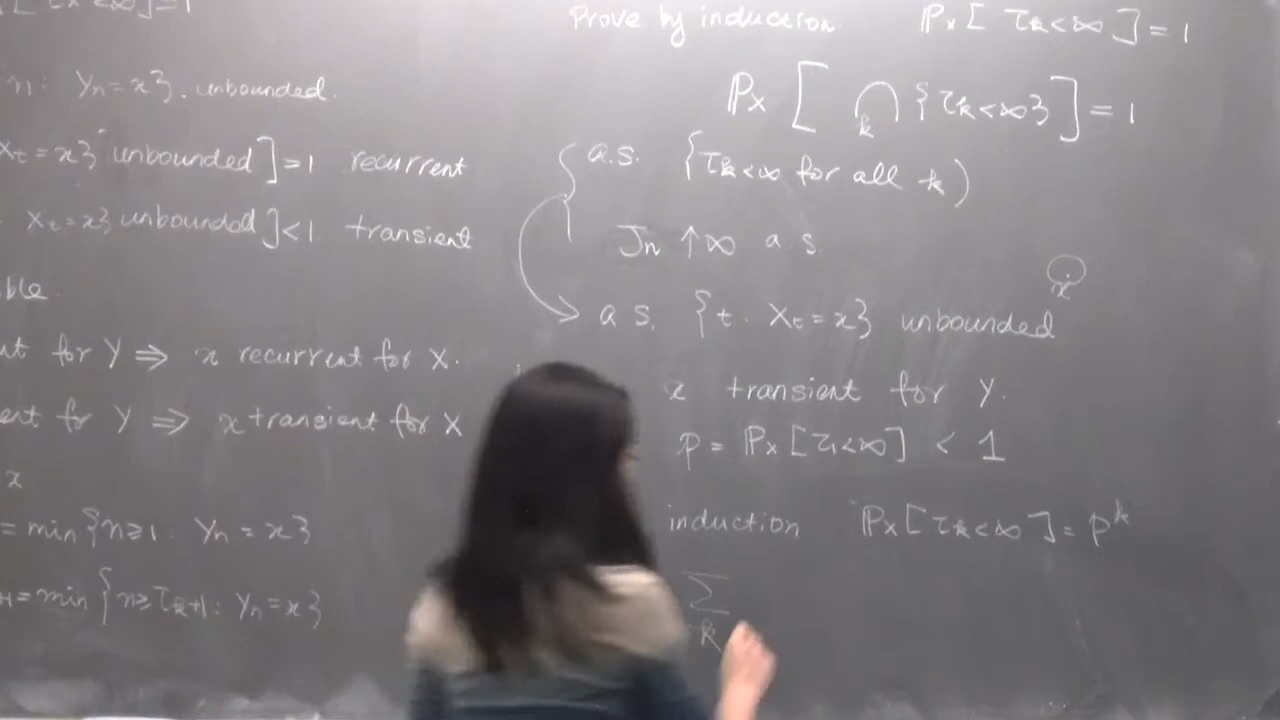 [τx<∞]=1
n: Yn=x}. unbounded.
Xt=x} unbounded]=1 recurrent
Xt=x} unbounded]<1 transient
ble
nt for Y ⇒ x recurrent for X.
ent for Y ⇒ x transient for X
x
=min{n≥1. Yn=x}
+1=min{n≥τk+1: Yn=x}
Prove by induction Px[τk<∞]=1
Px[⋂k {τk<∞}]=1
a.s. {τk<∞ for all k)
Jn ↑∞ a s
a s. {t. Xt=x} unbounded
x
x transient for Y.
p = Px[τ1<∞] < 1
induction Px[τk<∞]=p^k
Σ
k